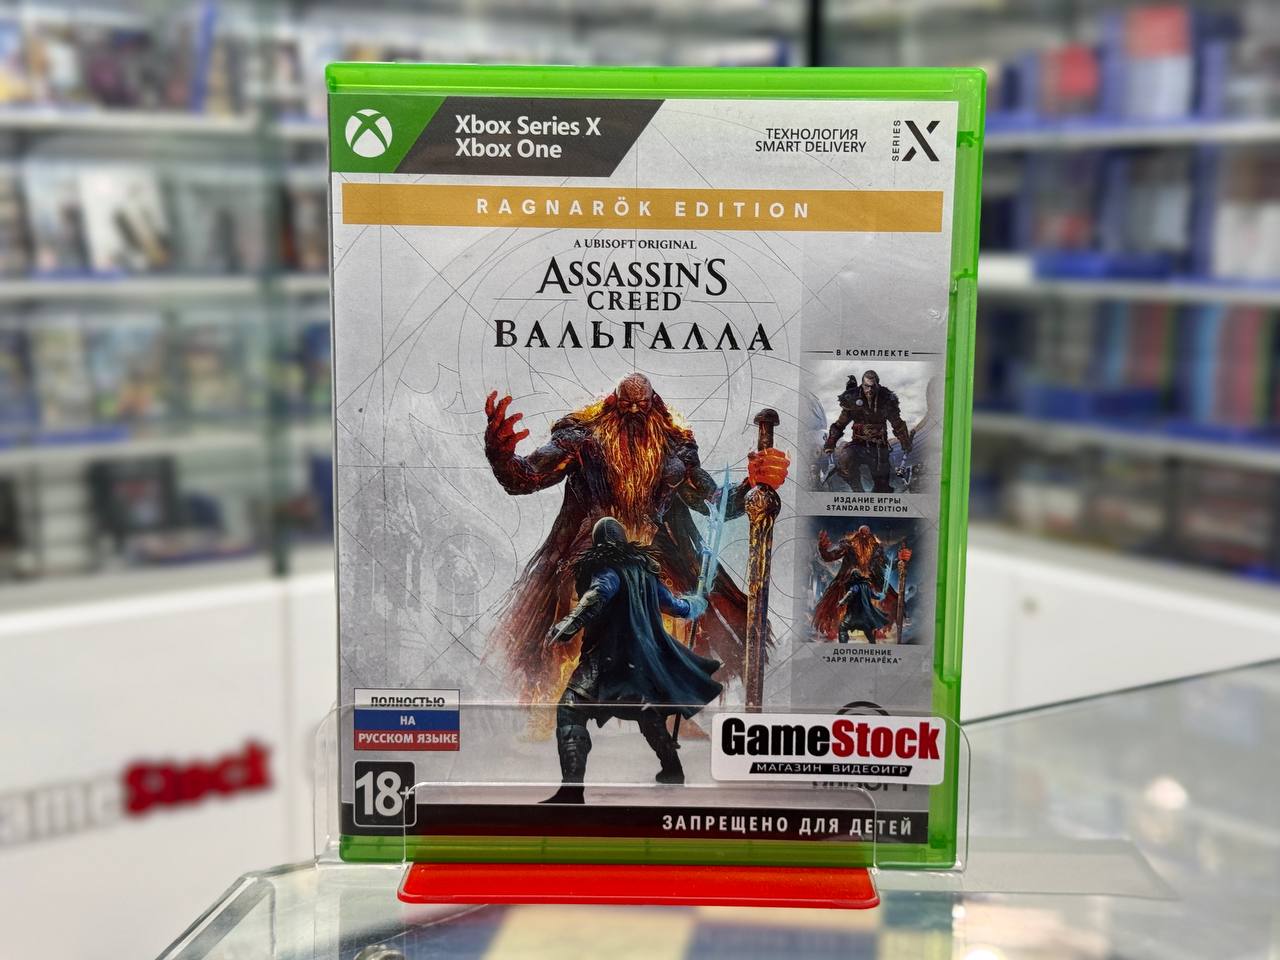 Xbox Series X
Xbox One
ТЕХНОЛОГИЯ
SMART DELIVERY
SERIES X
RAGNARÖK EDITION
A UBISOFT ORIGINAL
ASSASSIN'S
CREED
ВАЛЬГАЛЛА
В КОМПЛЕКТЕ
ИЗДАНИЕ ИГРЫ
STANDARD EDITION
ДОПОЛНЕНИЕ
"ЗАРЯ РАГНАРЁКА"
ПОЛНОСТЬЮ
НА
РУССКОМ ЯЗЫКЕ
GameStock
МАГАЗИН ВИДЕОИГР
18+
ЗАПРЕЩЕНО ДЛЯ ДЕТЕЙ
GameStock